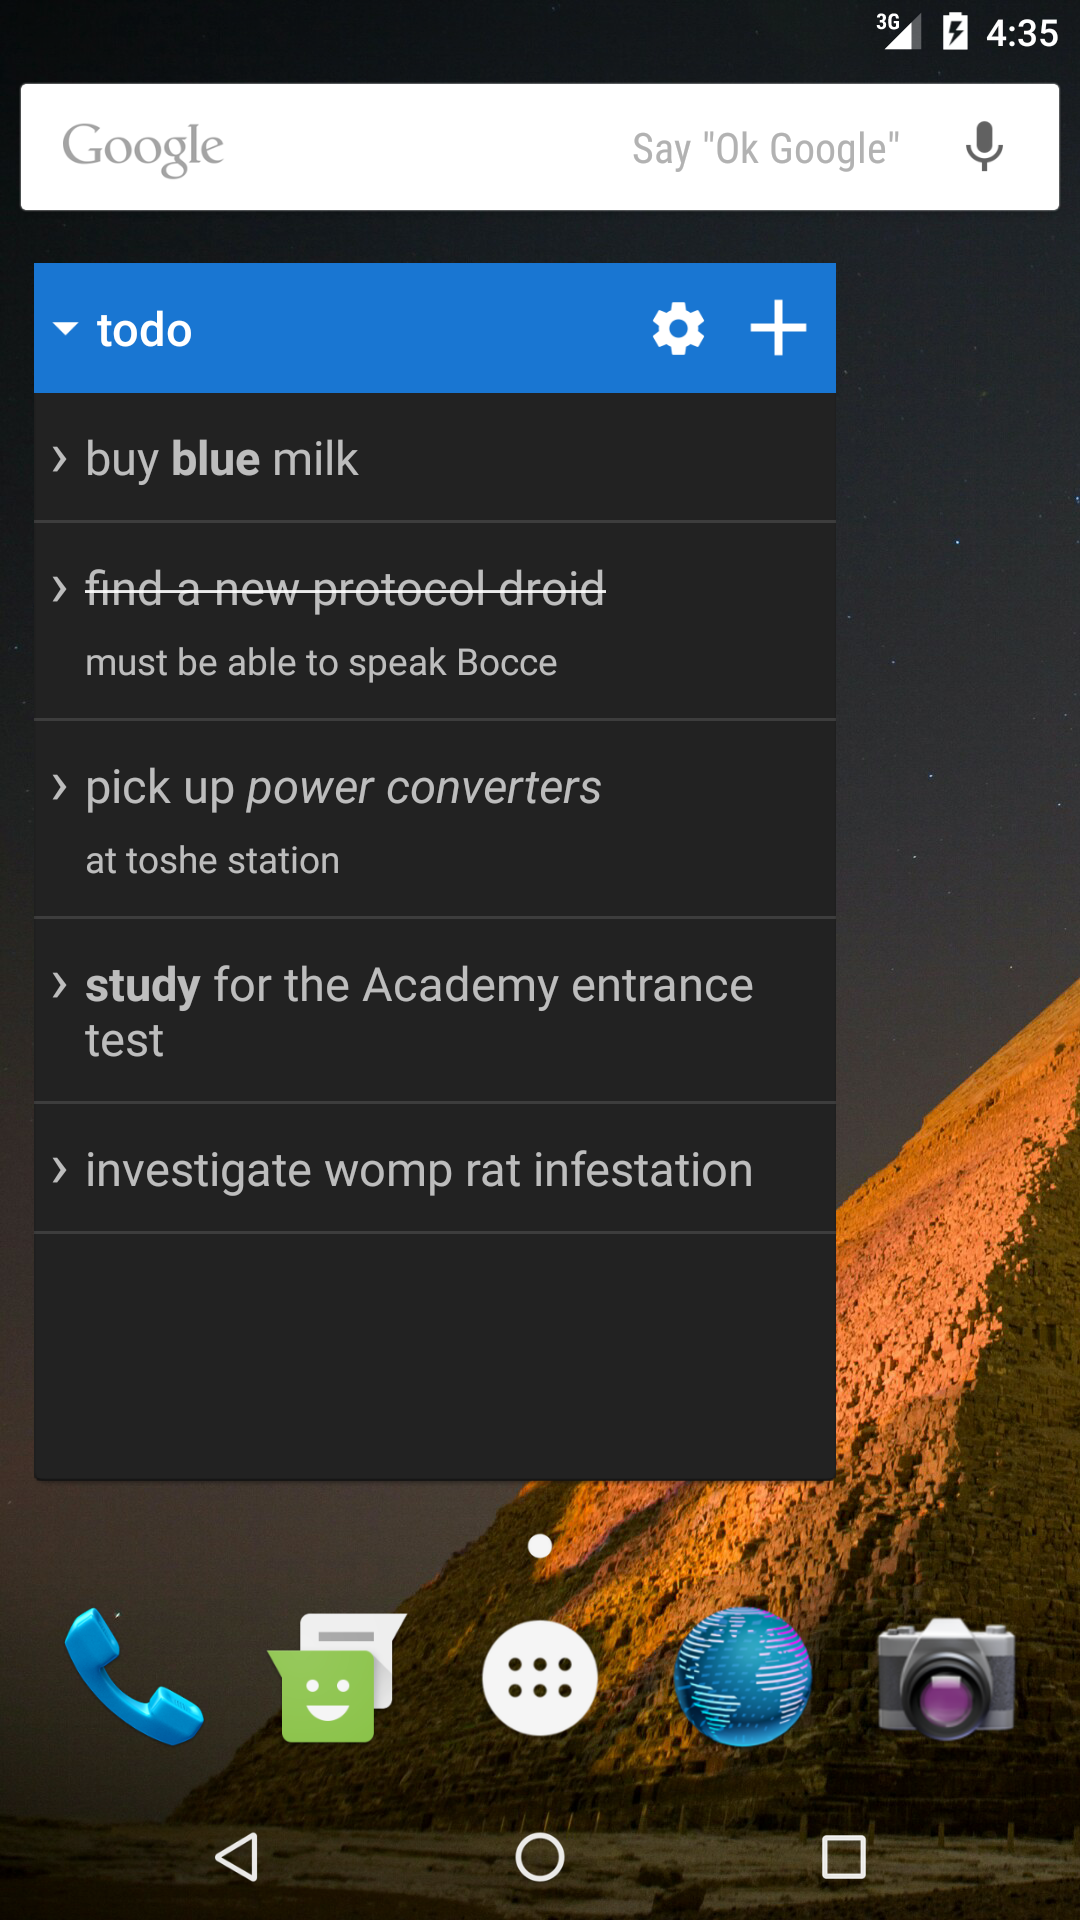 3G 4:35
Google Say "Ok Google"
todo
› buy blue milk
› find a new protocol droid
must be able to speak Bocce
› pick up power converters
at toshe station
› study for the Academy entrance
test
› investigate womp rat infestation